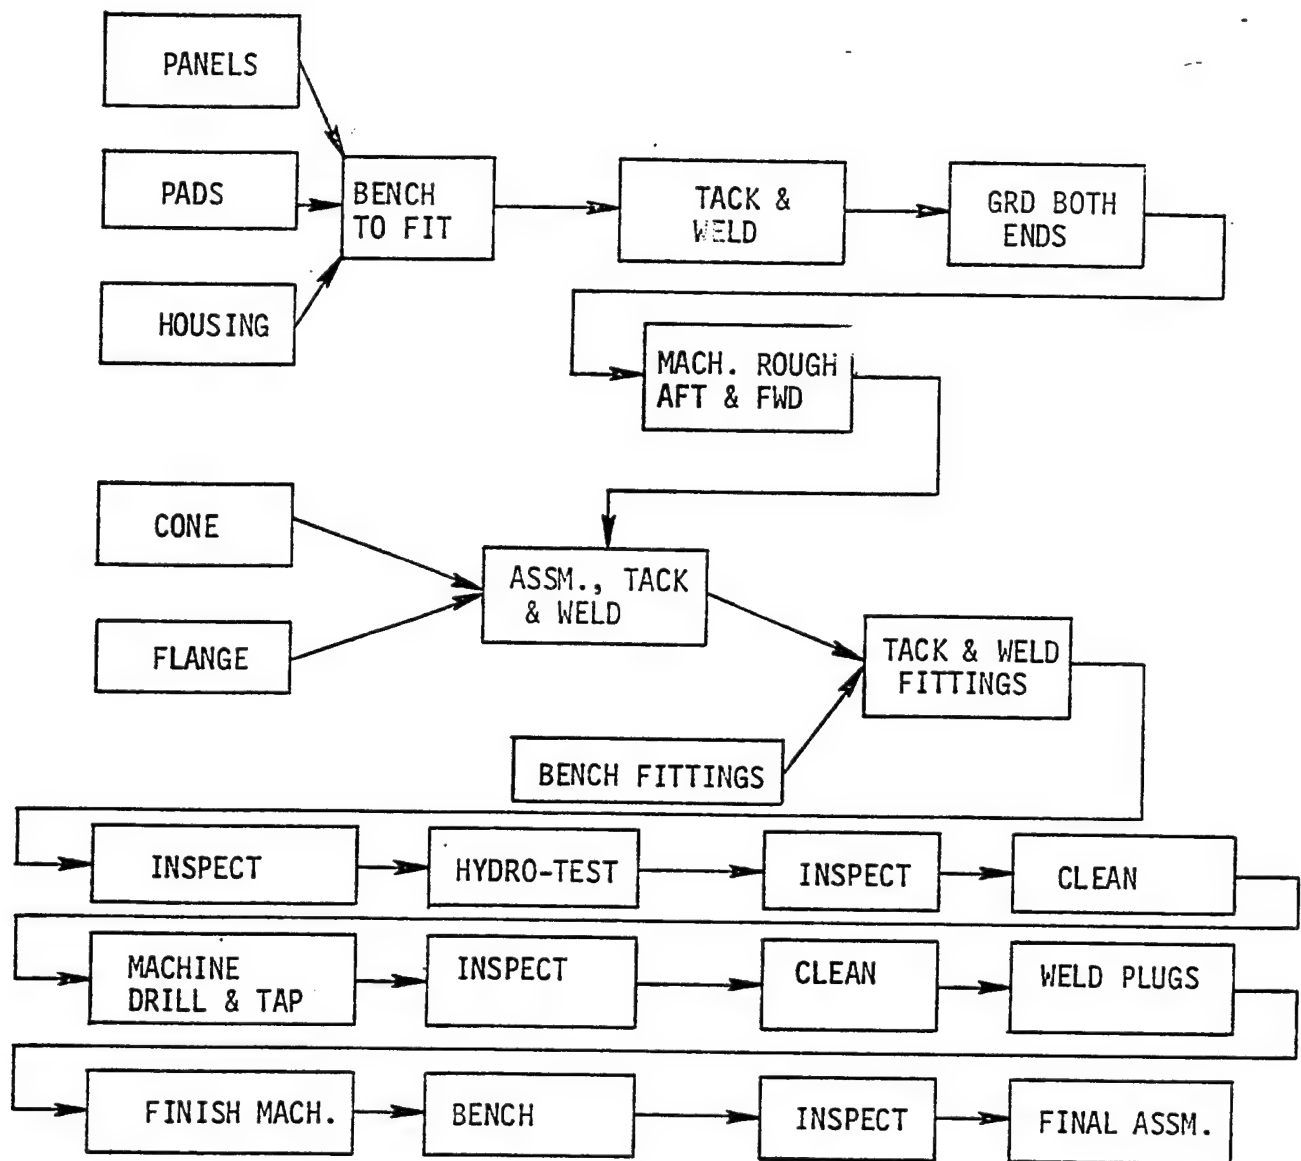 PANELS
PADS
BENCH
TO FIT
TACK &
WELD
GRD BOTH
ENDS
HOUSING
MACH. ROUGH
AFT & FWD
CONE
ASSM., TACK
& WELD
FLANGE
TACK & WELD
FITTINGS
BENCH FITTINGS
INSPECT
HYDRO-TEST
INSPECT
CLEAN
MACHINE
DRILL & TAP
INSPECT
CLEAN
WELD PLUGS
FINISH MACH.
BENCH
INSPECT
FINAL ASSM.